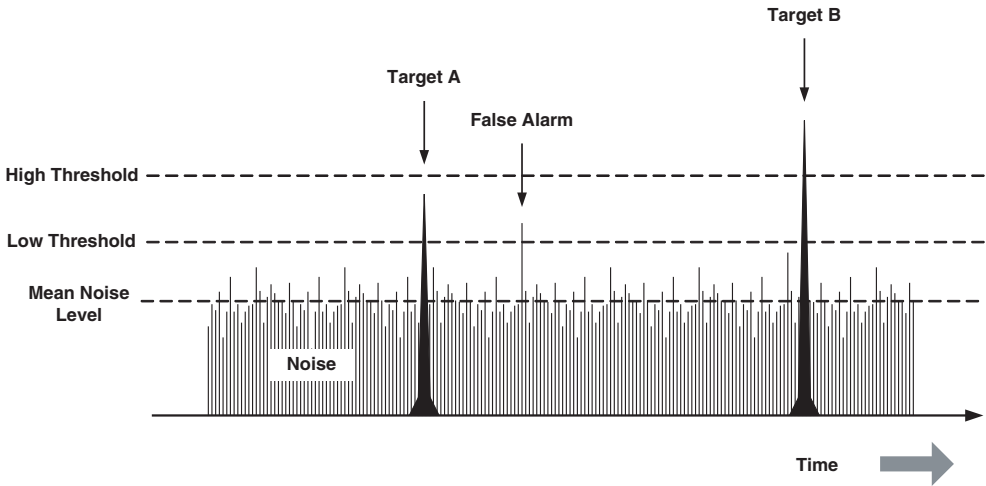 Target B
Target A
False Alarm
High Threshold
Low Threshold
Mean Noise
Level
Noise
Time